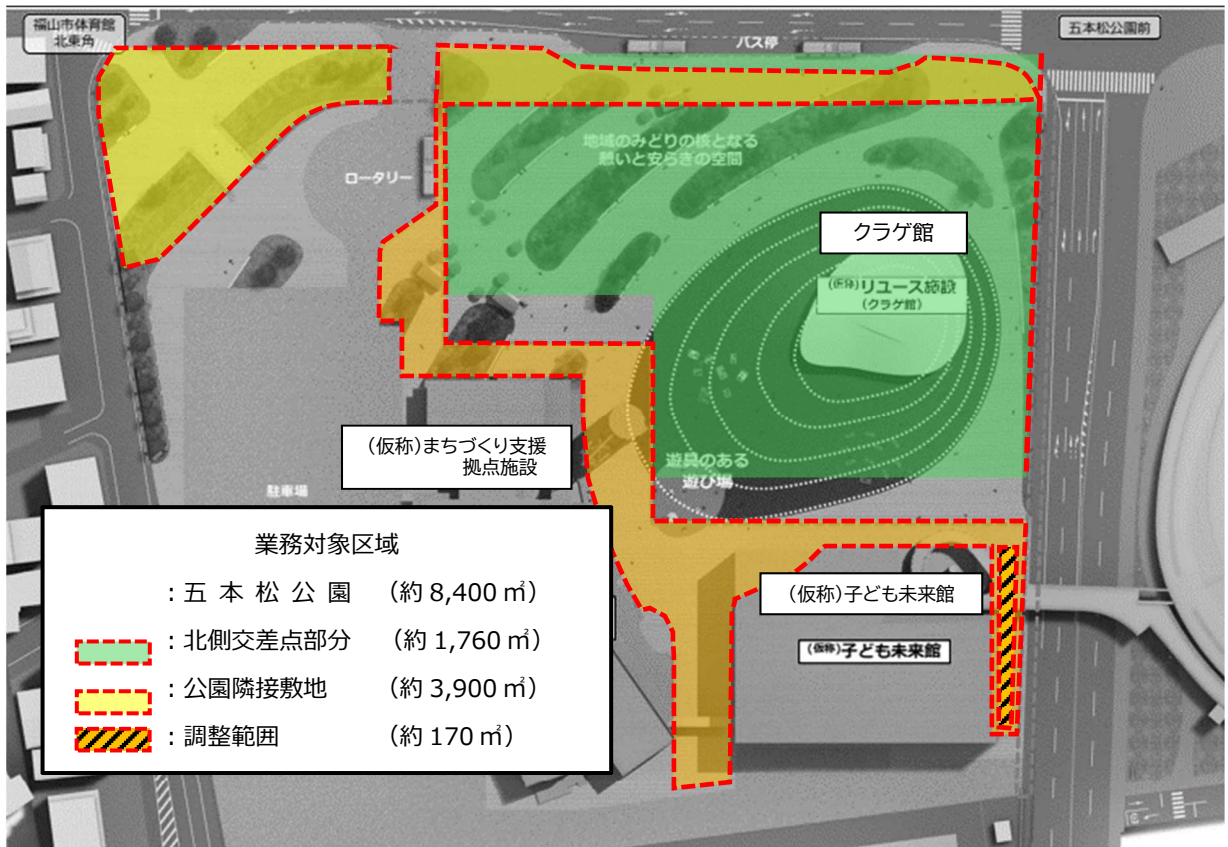 福山市体育館
北東角
バス停
五本松公園前
地域のみどりの核となる
憩いと安らぎの空間
ロータリー
クラゲ館
(仮称)リユース施設
(クラゲ館)
(仮称)まちづくり支援
拠点施設
遊具のある
遊び場
駐車場
(仮称)子ども未来館
(仮称)子ども未来館
業務対象区域
:五本松公園 (約 8,400 ㎡)
:北側交差点部分 (約 1,760 ㎡)
:公園隣接敷地 (約 3,900 ㎡)
:調整範囲 (約 170 ㎡)